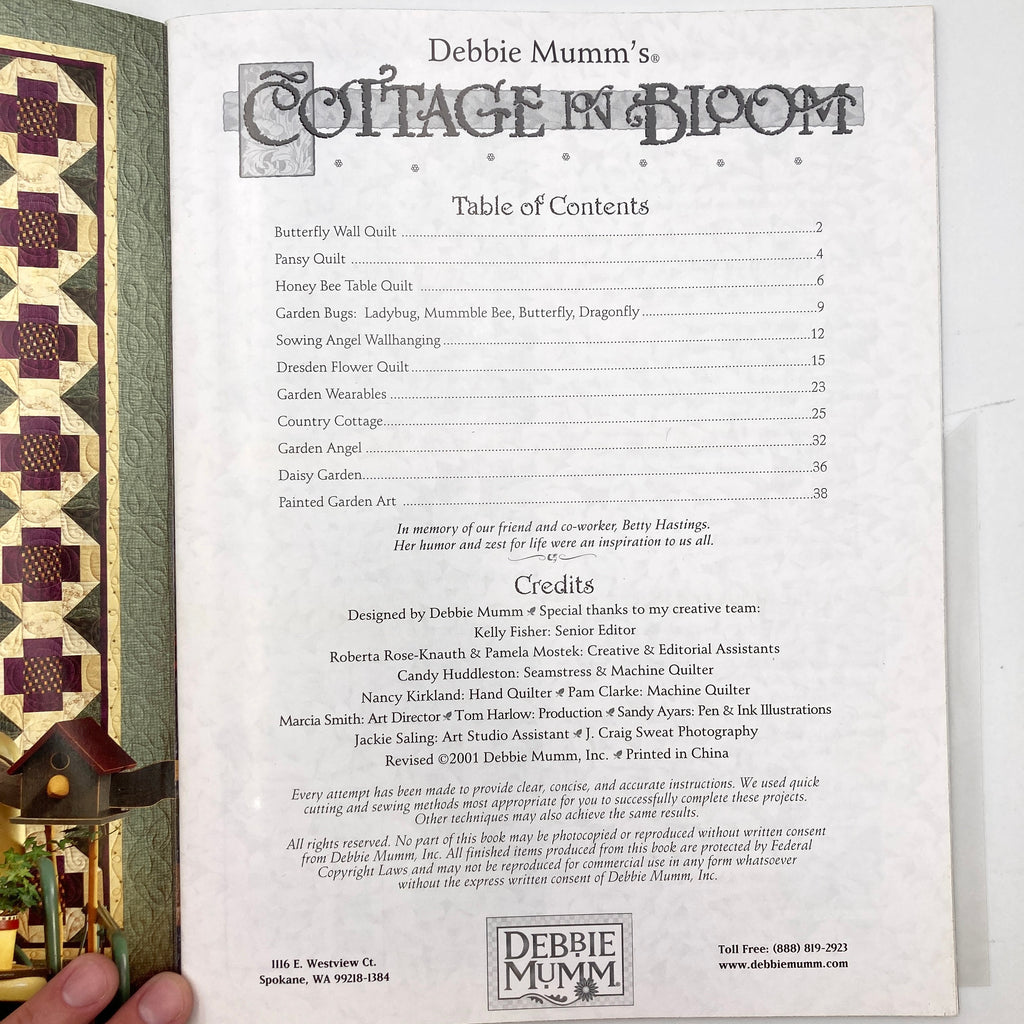 Debbie Mumm's®
COTTAGE IN BLOOM
Table of Contents
Butterfly Wall Quilt ...2
Pansy Quilt ...4
Honey Bee Table Quilt ...6
Garden Bugs: Ladybug, Mummble Bee, Butterfly, Dragonfly ...9
Sowing Angel Wallhanging ...12
Dresden Flower Quilt ...15
Garden Wearables ...23
Country Cottage ...25
Garden Angel ...32
Daisy Garden ...36
Painted Garden Art ...38
In memory of our friend and co-worker, Betty Hastings.
Her humor and zest for life were an inspiration to us all.
Credits
Designed by Debbie Mumm Special thanks to my creative team:
Kelly Fisher: Senior Editor
Roberta Rose-Knauth & Pamela Mostek: Creative & Editorial Assistants
Candy Huddleston: Seamstress & Machine Quilter
Nancy Kirkland: Hand Quilter Pam Clarke: Machine Quilter
Marcia Smith: Art Director Tom Harlow: Production Sandy Ayars: Pen & Ink Illustrations
Jackie Saling: Art Studio Assistant J. Craig Sweat Photography
Revised ©2001 Debbie Mumm, Inc. Printed in China
Every attempt has been made to provide clear, concise, and accurate instructions. We used quick
cutting and sewing methods most appropriate for you to successfully complete these projects.
Other techniques may also achieve the same results.
All rights reserved. No part of this book may be photocopied or reproduced without written consent
from Debbie Mumm, Inc. All finished items produced from this book are protected by Federal
Copyright Laws and may not be reproduced for commercial use in any form whatsoever
without the express written consent of Debbie Mumm, Inc.
1116 E. Westview Ct.
Spokane, WA 99218-1384
DEBBIE
MUMM®
Toll Free: (888) 819-2923
www.debbiemumm.com